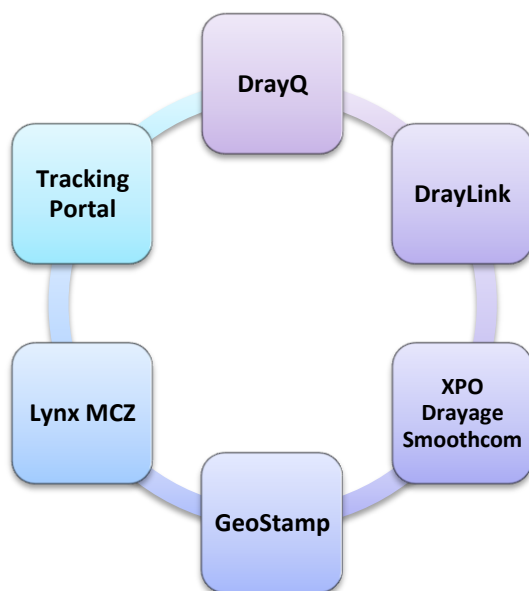 DrayQ
DrayLink
XPO
Drayage
Smoothcom
GeoStamp
Lynx MCZ
Tracking
Portal